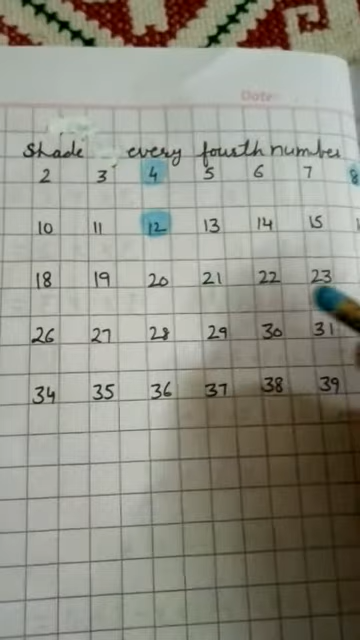 Date:
Shade every fourth number
2 3 4 5 6 7 8
10 11 12 13 14 15
18 19 20 21 22 23
26 27 28 29 30 31
34 35 36 37 38 39